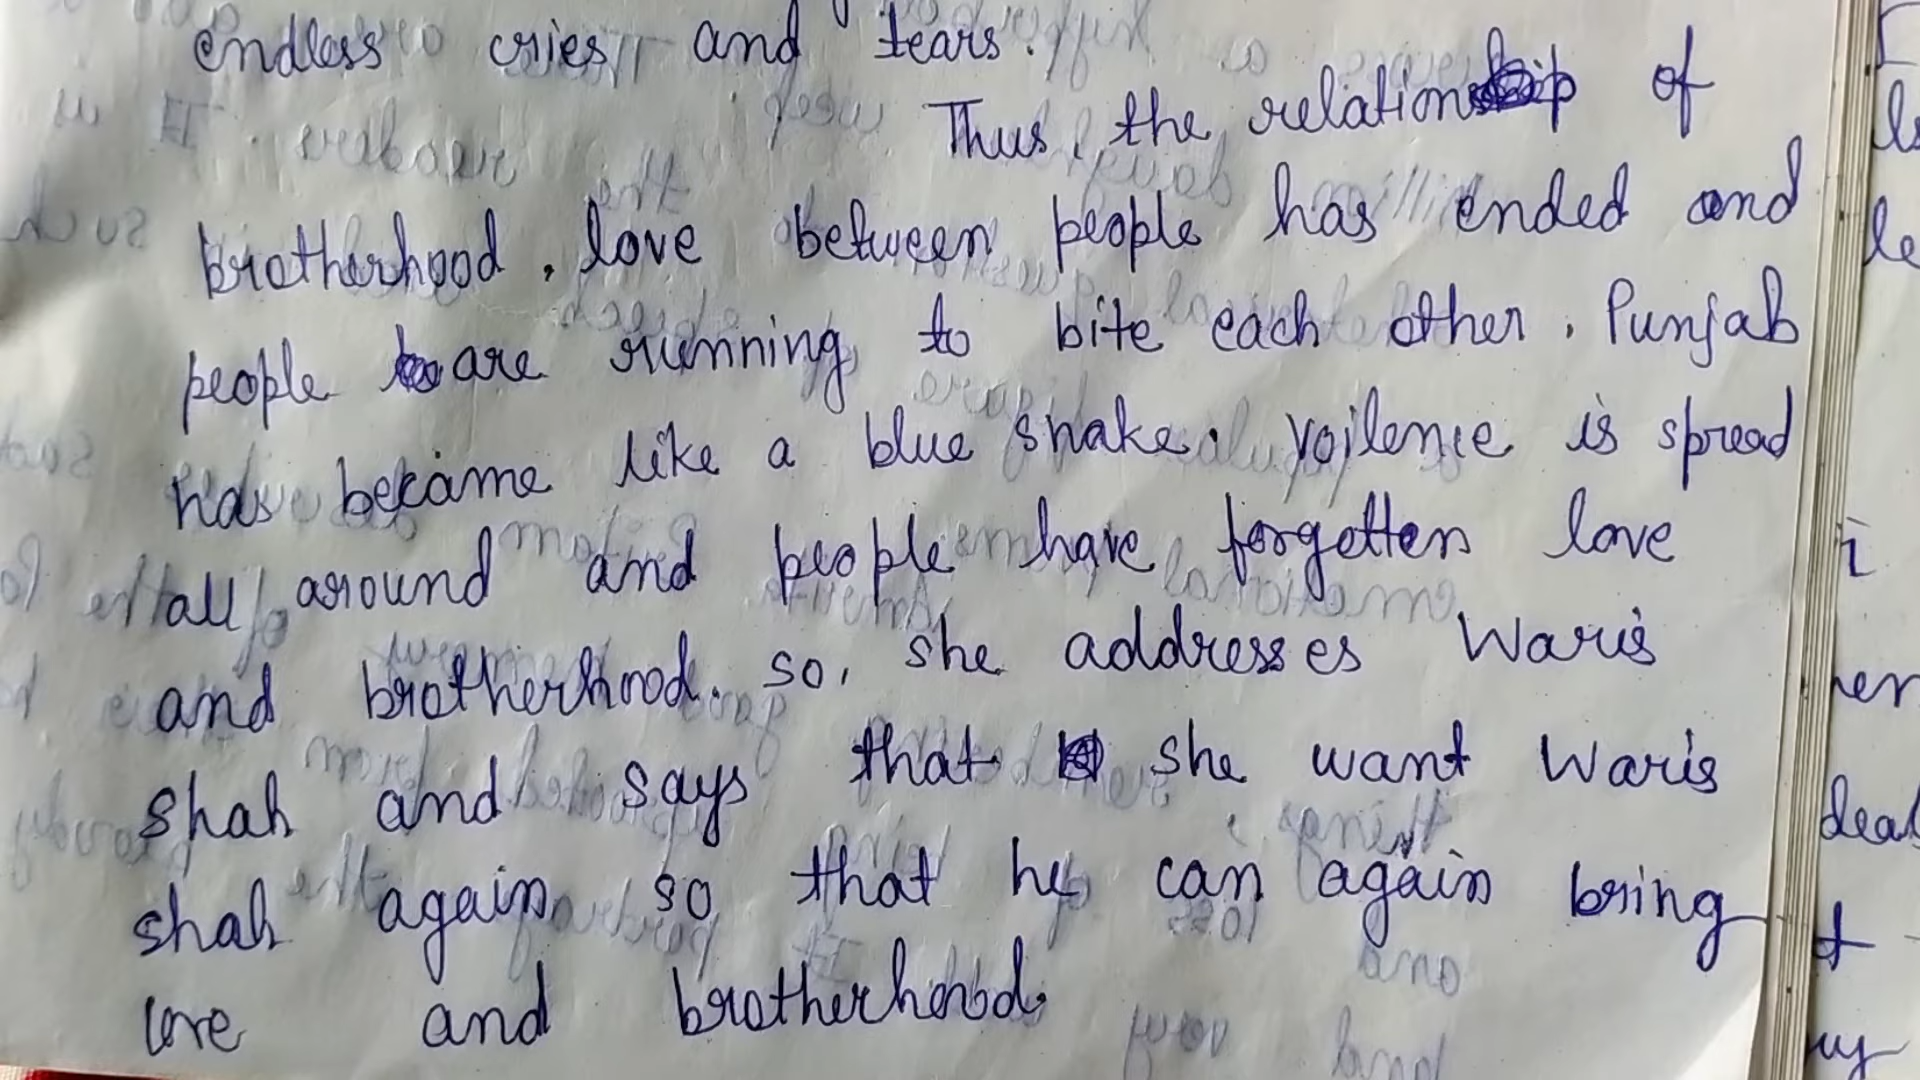 endless cries and tears.
Thus, the relationship of
brotherhood, love between people has ended and
people are running to bite each other. Punjab
has became like a blue snake. voilence is spread
all around and people have forgotten love
and brotherhood. so, she addresses Waris
shah and says that she want Waris
shah again so that he can again bring
love and brotherhood.